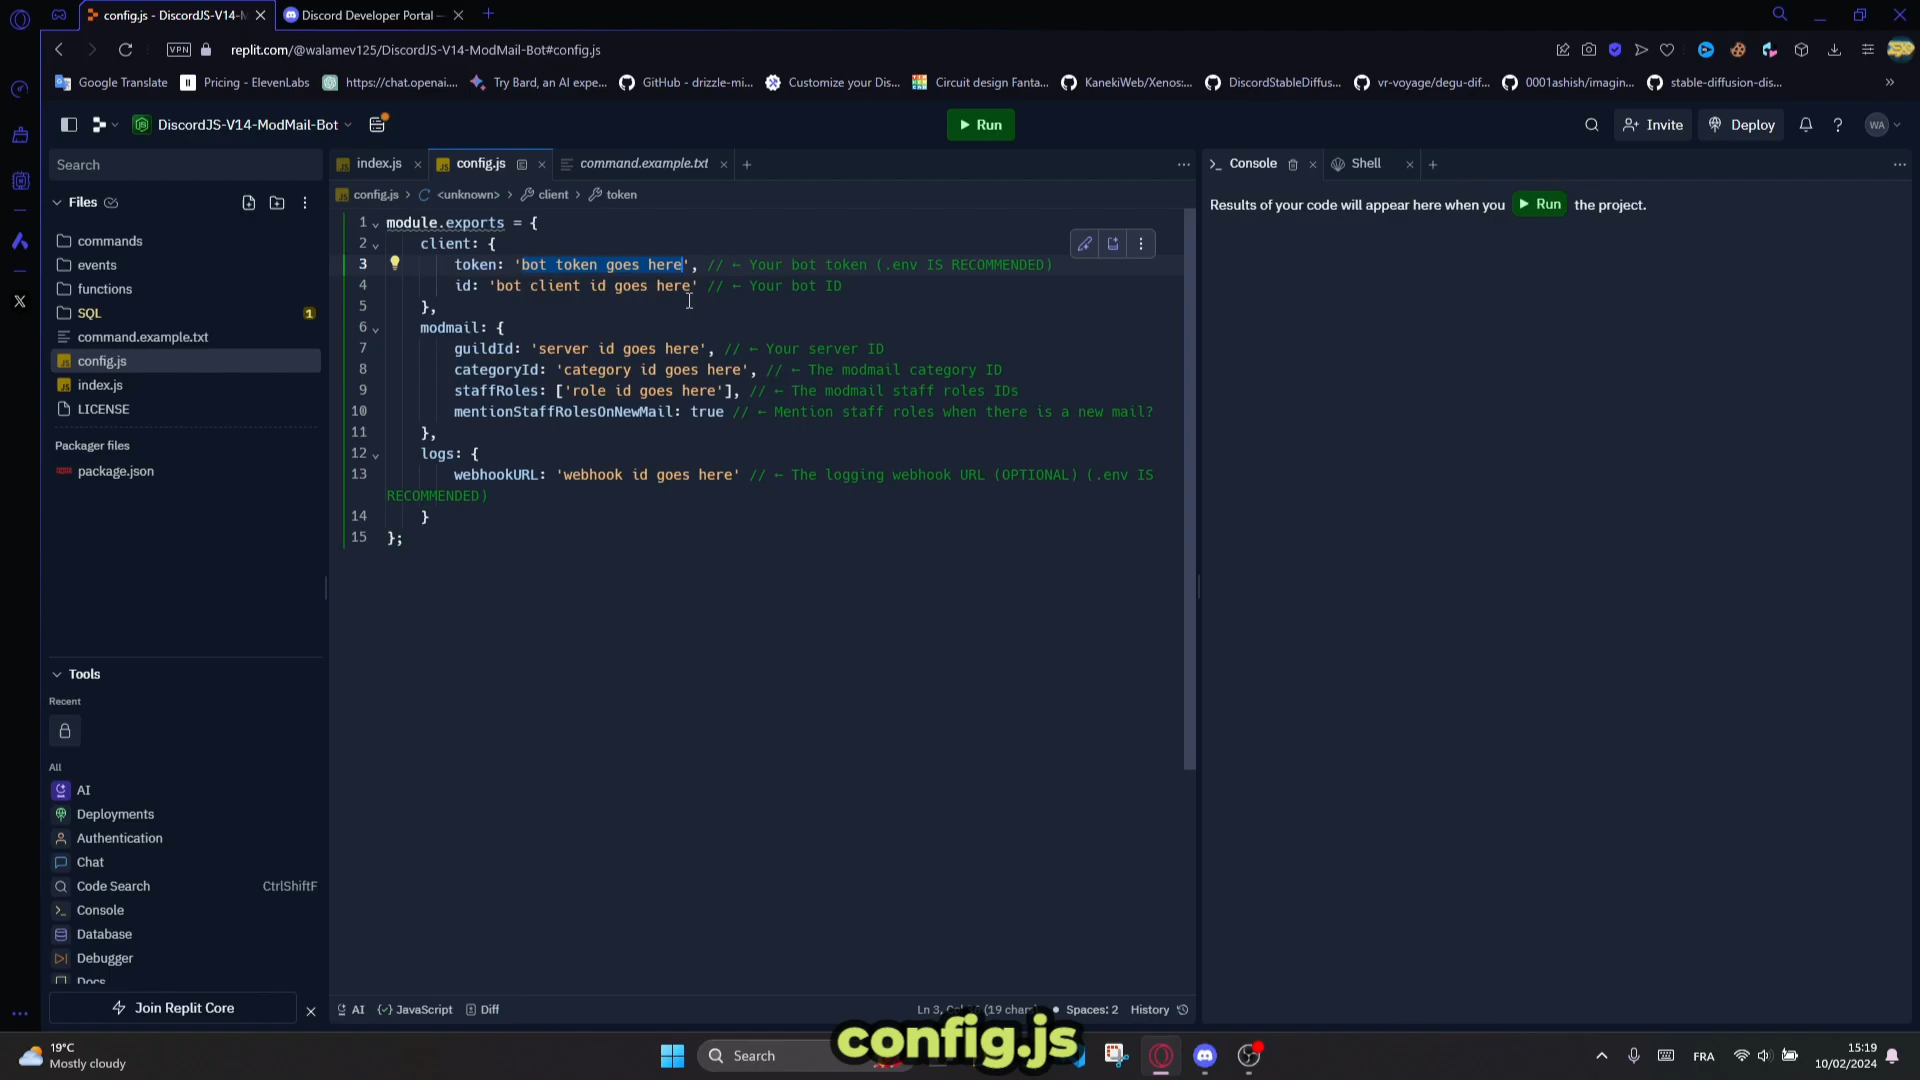 config.js - DiscordJS-V14-M
Discord Developer Portal —
VPN
replit.com/@walamev125/DiscordJS-V14-ModMail-Bot#config.js
Google Translate
Pricing - ElevenLabs
https://chat.openai....
Try Bard, an AI expe...
GitHub - drizzle-mi...
Customize your Dis...
Circuit design Fanta...
KanekiWeb/Xenos:...
DiscordStableDiffus...
vr-voyage/degu-dif...
0001ashish/imagin...
stable-diffusion-dis...
DiscordJS-V14-ModMail-Bot
Run
Invite
Deploy
WA
Search
Files
commands
events
functions
SQL
1
command.example.txt
config.js
index.js
LICENSE
Packager files
package.json
Tools
Recent
All
AI
Deployments
Authentication
Chat
Code Search CtrlShiftF
Console
Database
Debugger
Docs
Join Replit Core
index.js
config.js
command.example.txt
config.js > <unknown> > client > token
1 module.exports = {
2 client: {
3 token: 'bot token goes here', // ← Your bot token (.env IS RECOMMENDED)
4 id: 'bot client id goes here' // ← Your bot ID
5 },
6 modmail: {
7 guildId: 'server id goes here', // ← Your server ID
8 categoryId: 'category id goes here', // ← The modmail category ID
9 staffRoles: ['role id goes here'], // ← The modmail staff roles IDs
10 mentionStaffRolesOnNewMail: true // ← Mention staff roles when there is a new mail?
11 },
12 logs: {
13 webhookURL: 'webhook id goes here' // ← The logging webhook URL (OPTIONAL) (.env IS
RECOMMENDED)
14 }
15 };
AI
JavaScript
Diff
Ln 3,
(19 char
Spaces: 2
History
Console
Shell
Results of your code will appear here when you Run the project.
config.js
19°C
Mostly cloudy
Search
FRA
15:19
10/02/2024